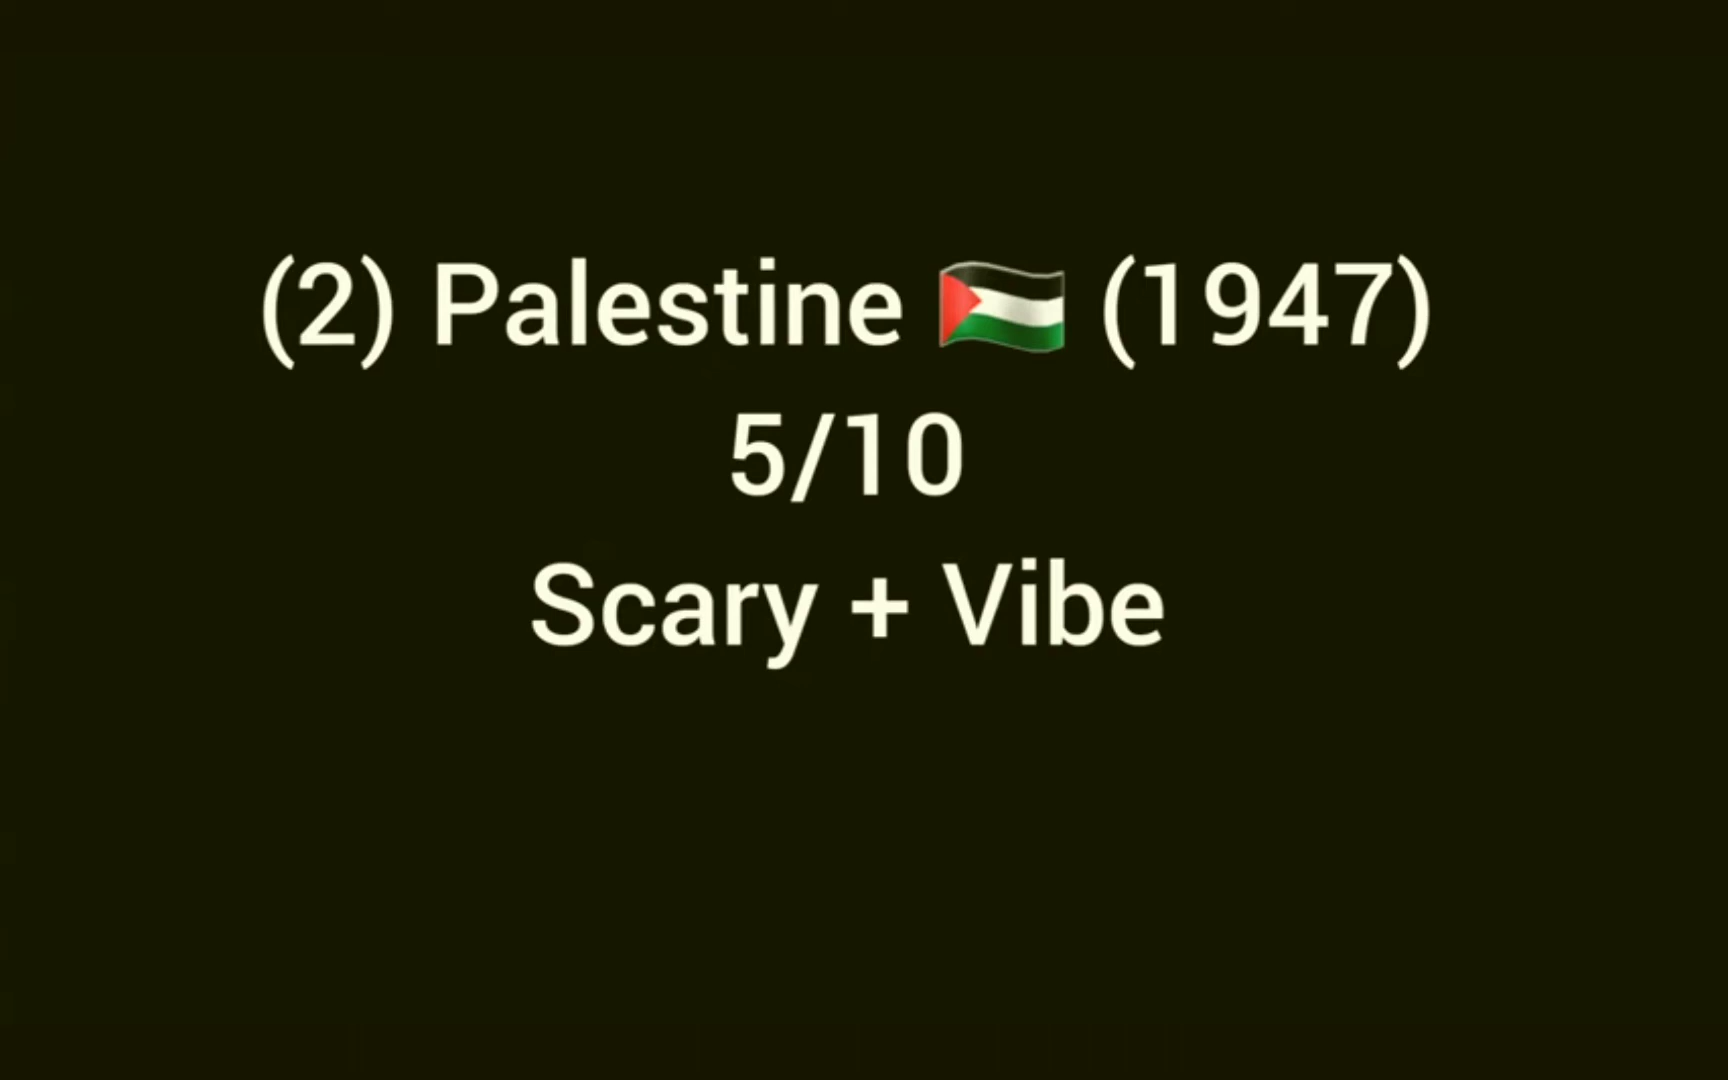 (2) Palestine 🇵🇸 (1947)
5/10
Scary + Vibe